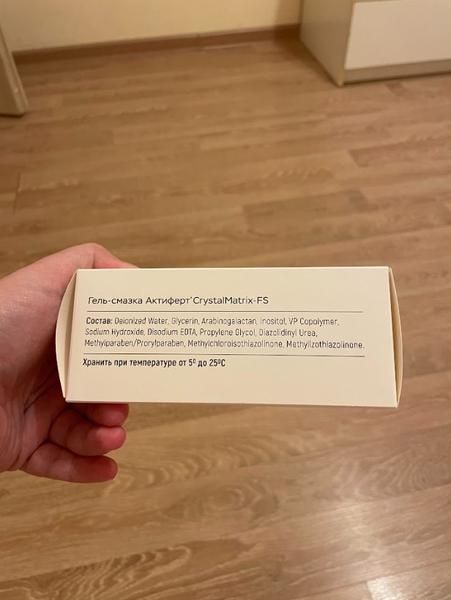 Гель-смазка Актиферт®CrystalMatrix-FS
Состав: Deionized Water, Glycerin, Arabinogalactan, Inositol, VP Copolymer,
Sodium Hydroxide, Disodium EDTA, Propylene Glycol, Diazolidinyl Urea,
Methylparaben/Prorylparaben, Methylchloroisothiazolinone, Methylizothiazolinone.
Хранить при температуре от 5º до 25ºC